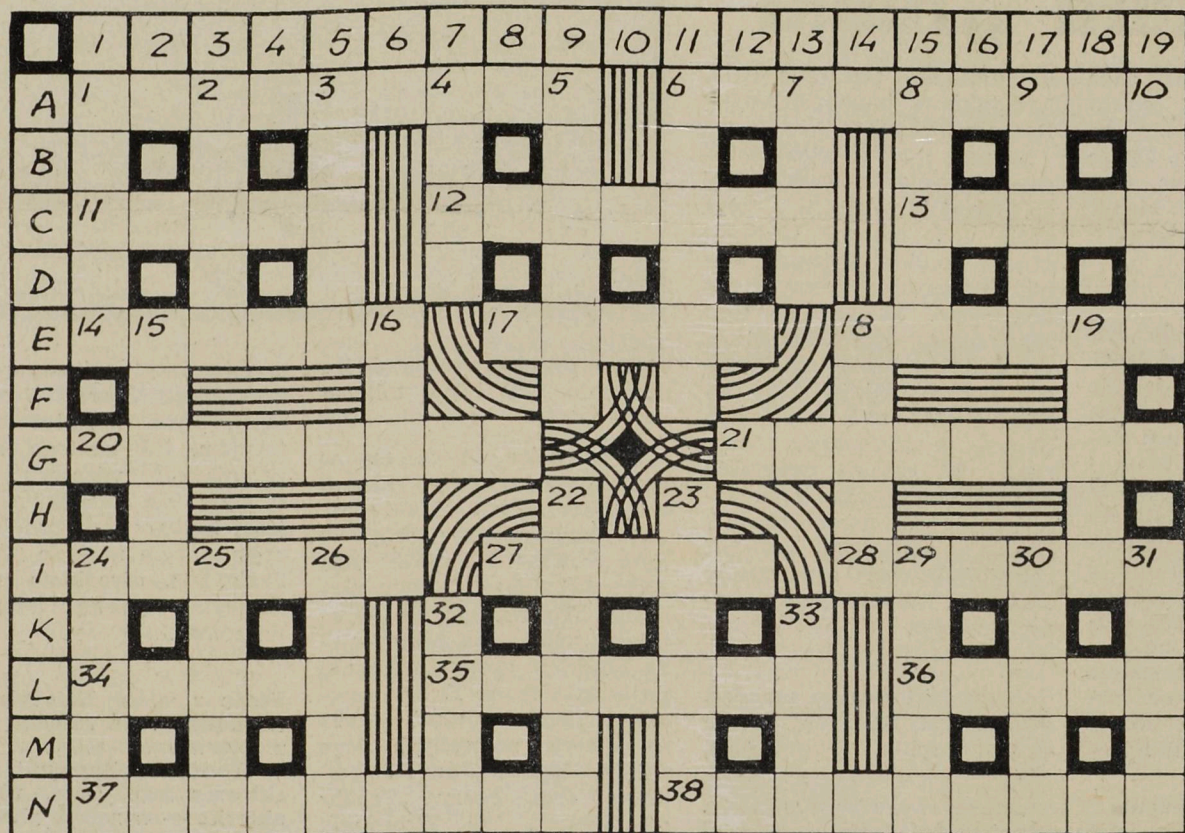 1 2 3 4 5 6 7 8 9 10 11 12 13 14 15 16 17 18 19
A 1 2 3 4 5 6 7 8 9 10
B
C 11 12 13
D
E 14 15 16 17 18 19
F
G 20 21
H 22 23
I 24 25 26 27 28 29 30 31
K 32 33
L 34 35 36
M
N 37 38